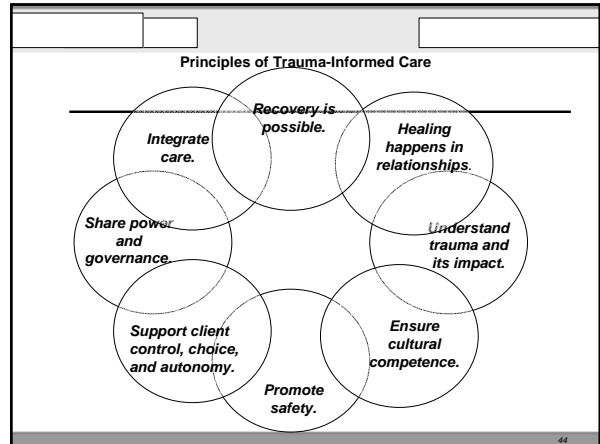 Principles of Trauma-Informed Care
Recovery is
possible.
Healing
happens in
relationships.
Understand
trauma and
its impact.
Ensure
cultural
competence.
Promote
safety.
Support client
control, choice,
and autonomy.
Share power
and
governance.
Integrate
care.
44